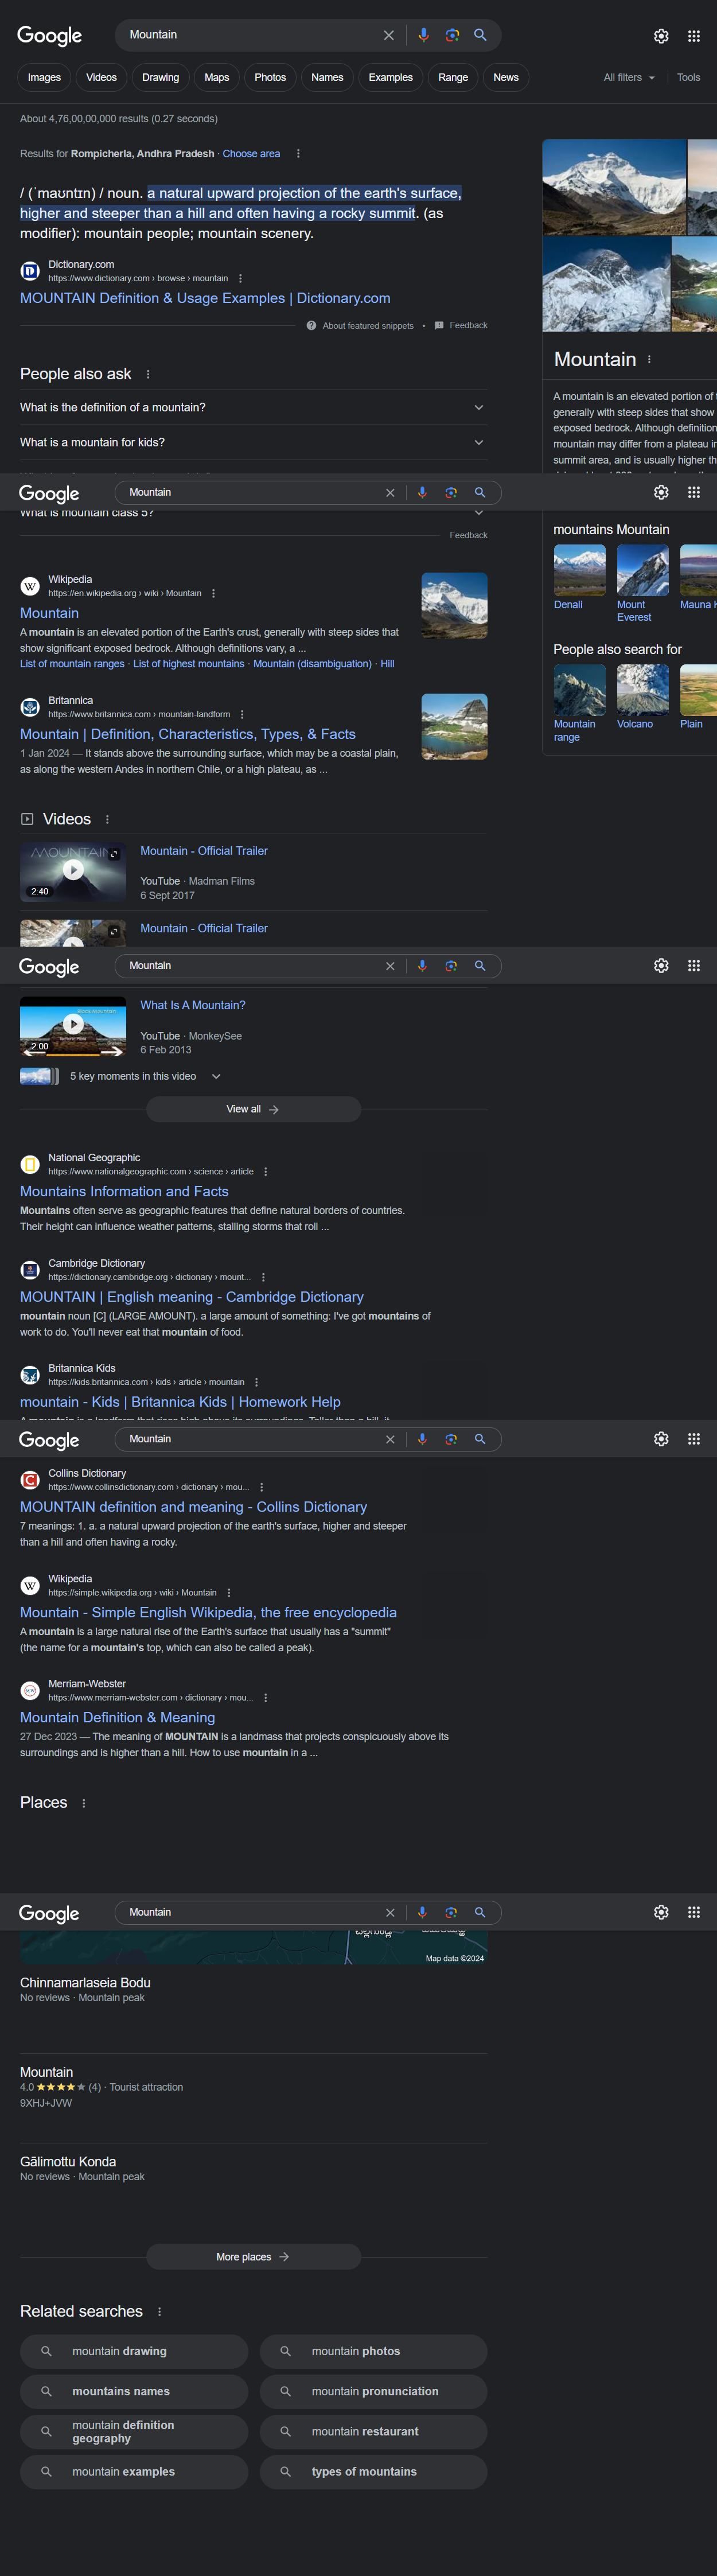 Google
Mountain
Images Videos Drawing Maps Photos Names Examples Range News All filters Tools
About 4,76,00,00,000 results (0.27 seconds)
Results for Rompicherla, Andhra Pradesh · Choose area
/ (ˈmaʊntɪn) / noun. a natural upward projection of the earth's surface,
higher and steeper than a hill and often having a rocky summit. (as
modifier): mountain people; mountain scenery.
Dictionary.com
https://www.dictionary.com › browse › mountain
MOUNTAIN Definition & Usage Examples | Dictionary.com
About featured snippets • Feedback
People also ask
What is the definition of a mountain?
What is a mountain for kids?
Mountain
A mountain is an elevated portion of
generally with steep sides that show
exposed bedrock. Although definition
mountain may differ from a plateau in
summit area, and is usually higher th
Google
Mountain
What is mountain class 5?
Feedback
Wikipedia
https://en.wikipedia.org › wiki › Mountain
Mountain
A mountain is an elevated portion of the Earth's crust, generally with steep sides that
show significant exposed bedrock. Although definitions vary, a ...
List of mountain ranges · List of highest mountains · Mountain (disambiguation) · Hill
Britannica
https://www.britannica.com › mountain-landform
Mountain | Definition, Characteristics, Types, & Facts
1 Jan 2024 — It stands above the surrounding surface, which may be a coastal plain,
as along the western Andes in northern Chile, or a high plateau, as ...
mountains Mountain
Denali
Mount
Everest
Mauna
People also search for
Mountain
range
Volcano
Plain
Videos
MOUNTAIN
2:40
Mountain - Official Trailer
YouTube · Madman Films
6 Sept 2017
Mountain - Official Trailer
Google
Mountain
2:00
What Is A Mountain?
YouTube · MonkeySee
6 Feb 2013
5 key moments in this video
View all
National Geographic
https://www.nationalgeographic.com › science › article
Mountains Information and Facts
Mountains often serve as geographic features that define natural borders of countries.
Their height can influence weather patterns, stalling storms that roll ...
Cambridge Dictionary
https://dictionary.cambridge.org › dictionary › mount...
MOUNTAIN | English meaning - Cambridge Dictionary
mountain noun [C] (LARGE AMOUNT). a large amount of something: I've got mountains of
work to do. You'll never eat that mountain of food.
Britannica Kids
https://kids.britannica.com › kids › article › mountain
mountain - Kids | Britannica Kids | Homework Help
Google
Mountain
Collins Dictionary
https://www.collinsdictionary.com › dictionary › mou...
MOUNTAIN definition and meaning - Collins Dictionary
7 meanings: 1. a. a natural upward projection of the earth's surface, higher and steeper
than a hill and often having a rocky.
Wikipedia
https://simple.wikipedia.org › wiki › Mountain
Mountain - Simple English Wikipedia, the free encyclopedia
A mountain is a large natural rise of the Earth's surface that usually has a "summit"
(the name for a mountain's top, which can also be called a peak).
Merriam-Webster
https://www.merriam-webster.com › dictionary › mou...
Mountain Definition & Meaning
27 Dec 2023 — The meaning of MOUNTAIN is a landmass that projects conspicuously above its
surroundings and is higher than a hill. How to use mountain in a ...
Places
Google
Mountain
Map data ©2024
Chinnamarlaseia Bodu
No reviews · Mountain peak
Mountain
4.0 (4) · Tourist attraction
9XHJ+JVW
Gālimottu Konda
No reviews · Mountain peak
More places
Related searches
mountain drawing
mountain photos
mountains names
mountain pronunciation
mountain definition
geography
mountain restaurant
mountain examples
types of mountains